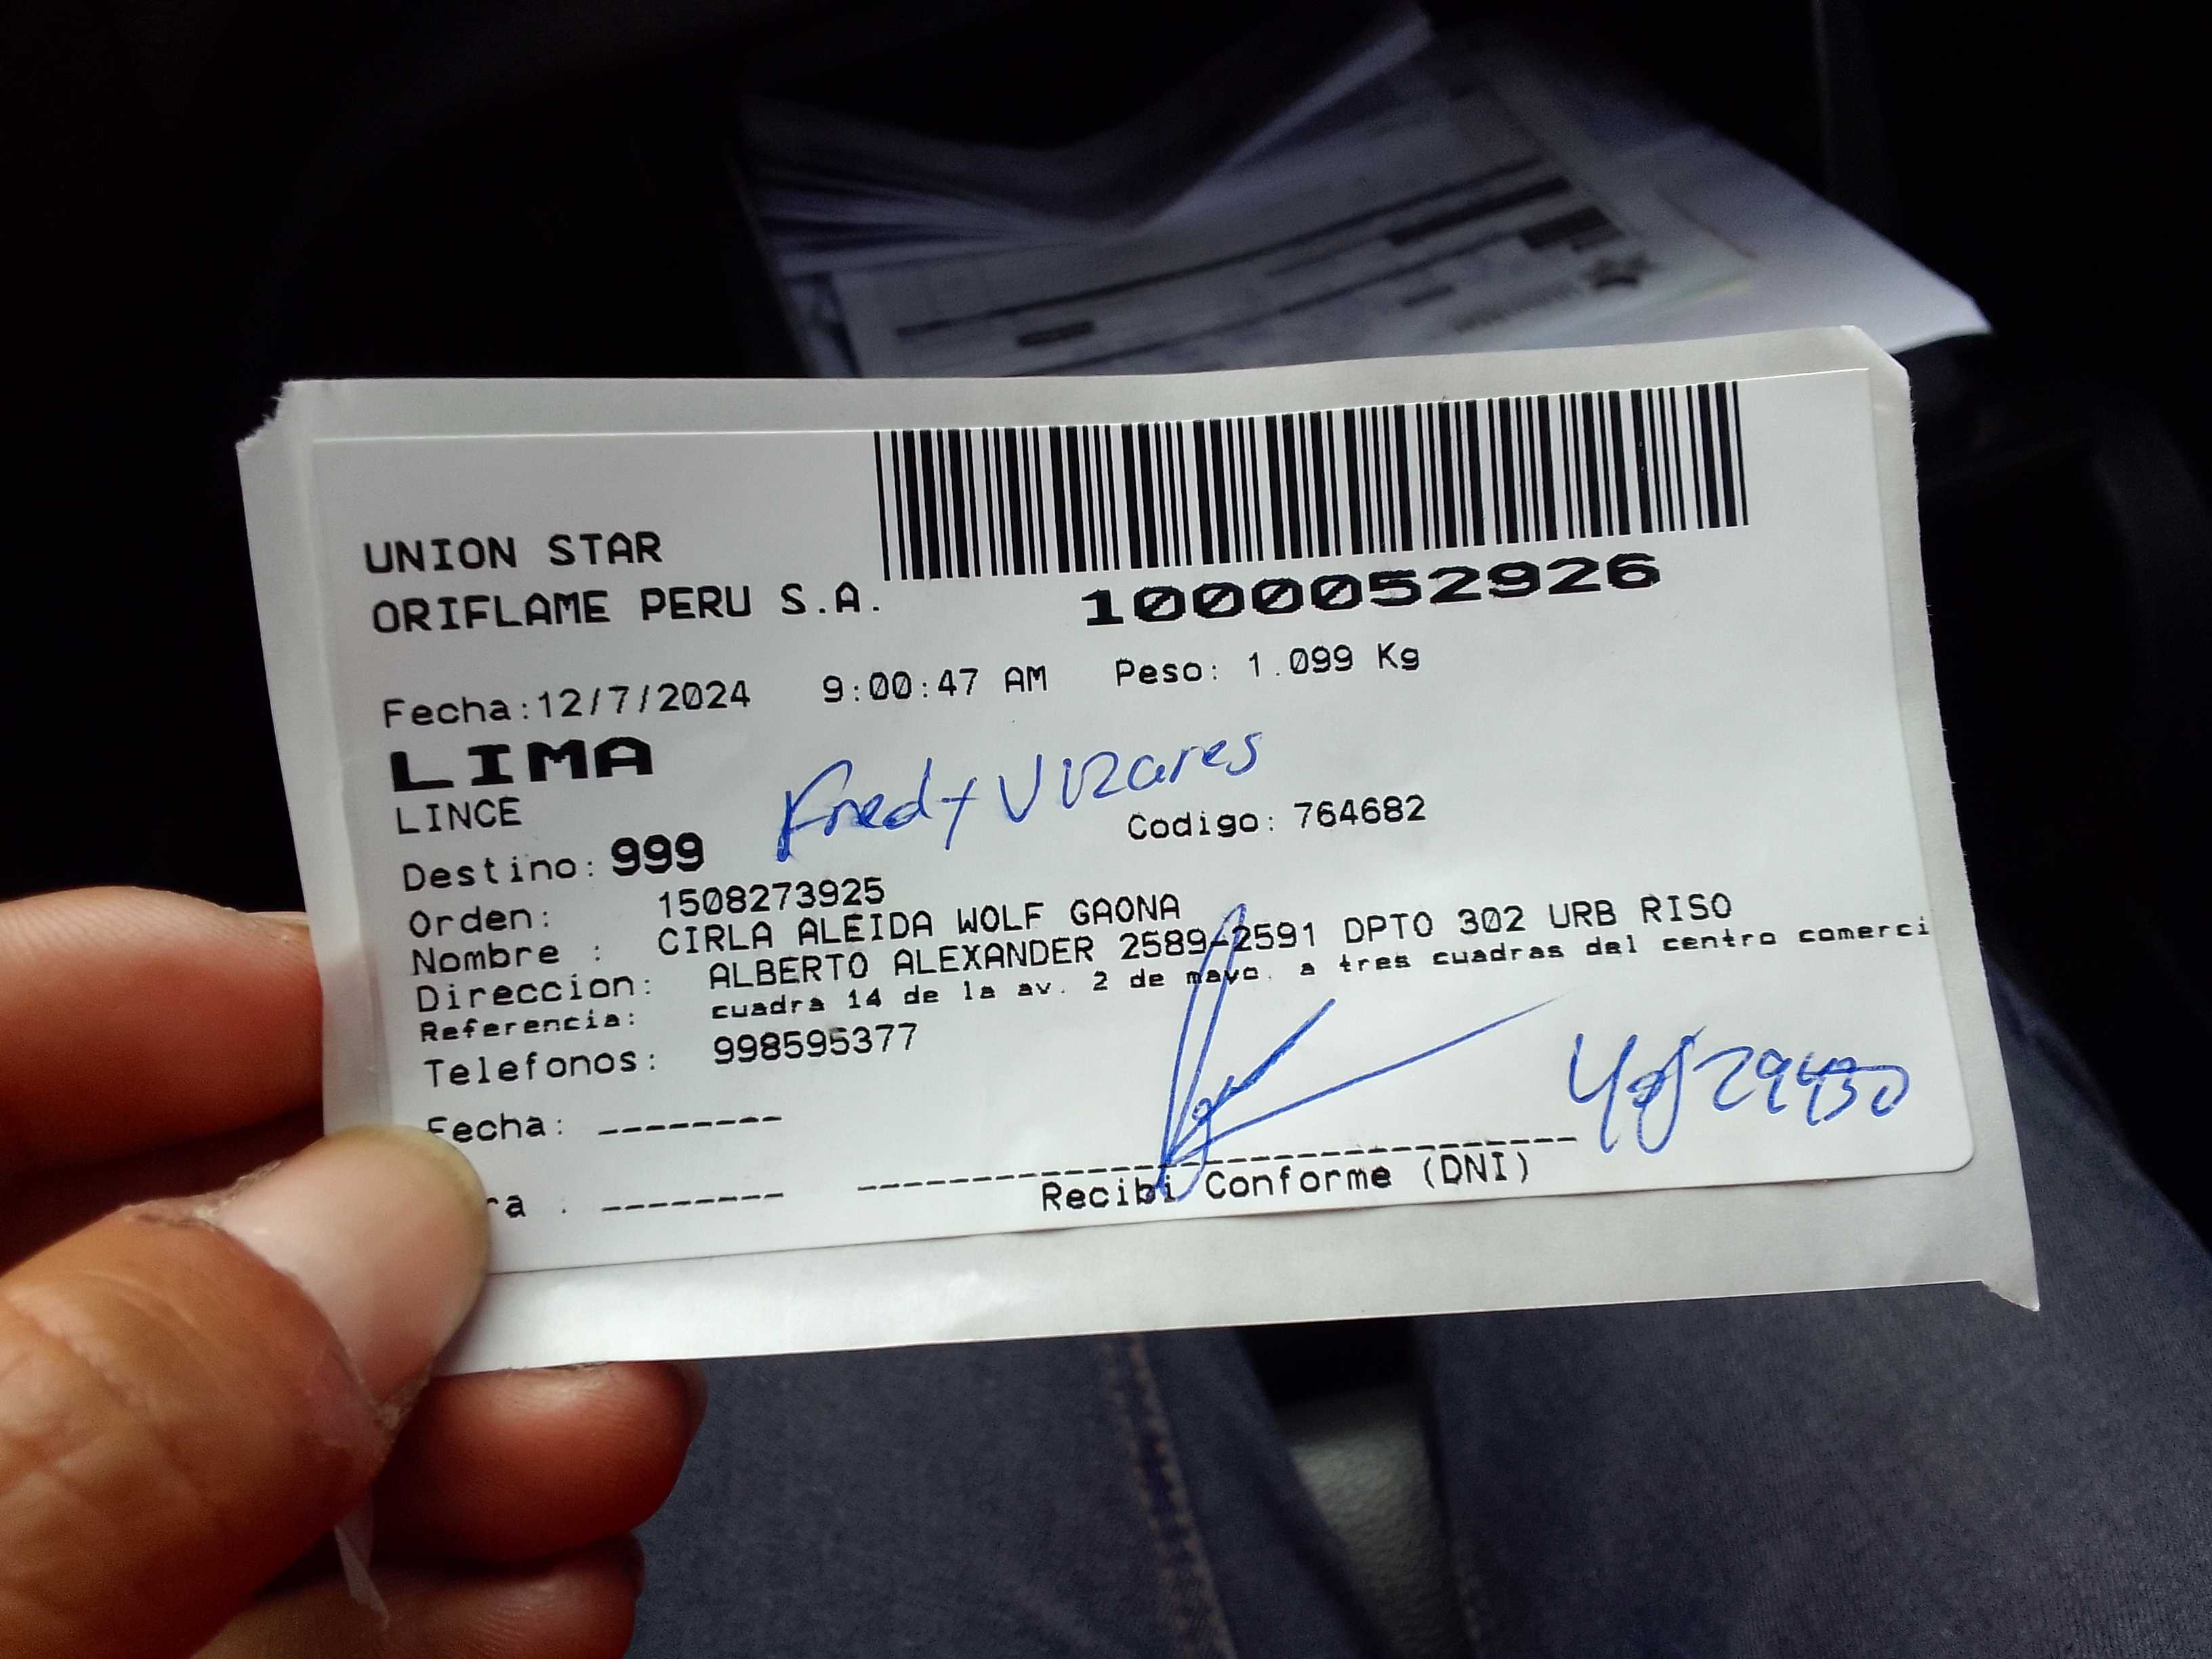 UNION STAR
ORIFLAME PERU S.A.
1000052926
Fecha:12/7/2024 9:00:47 AM Peso: 1.099 Kg
LIMA
LINCE
Fredy Vizares
Destino: 999 Codigo: 764682
Orden: 1508273925
Nombre : CIRLA ALEIDA WOLF GAONA
Direccion: ALBERTO ALEXANDER 2589-2591 DPTO 302 URB RISO
Referencia: cuadra 14 de la av. 2 de mayo. a tres cuadras del centro comerci
Telefonos: 998595377
Fecha: --------
ra . --------
Recibi Conforme (DNI)